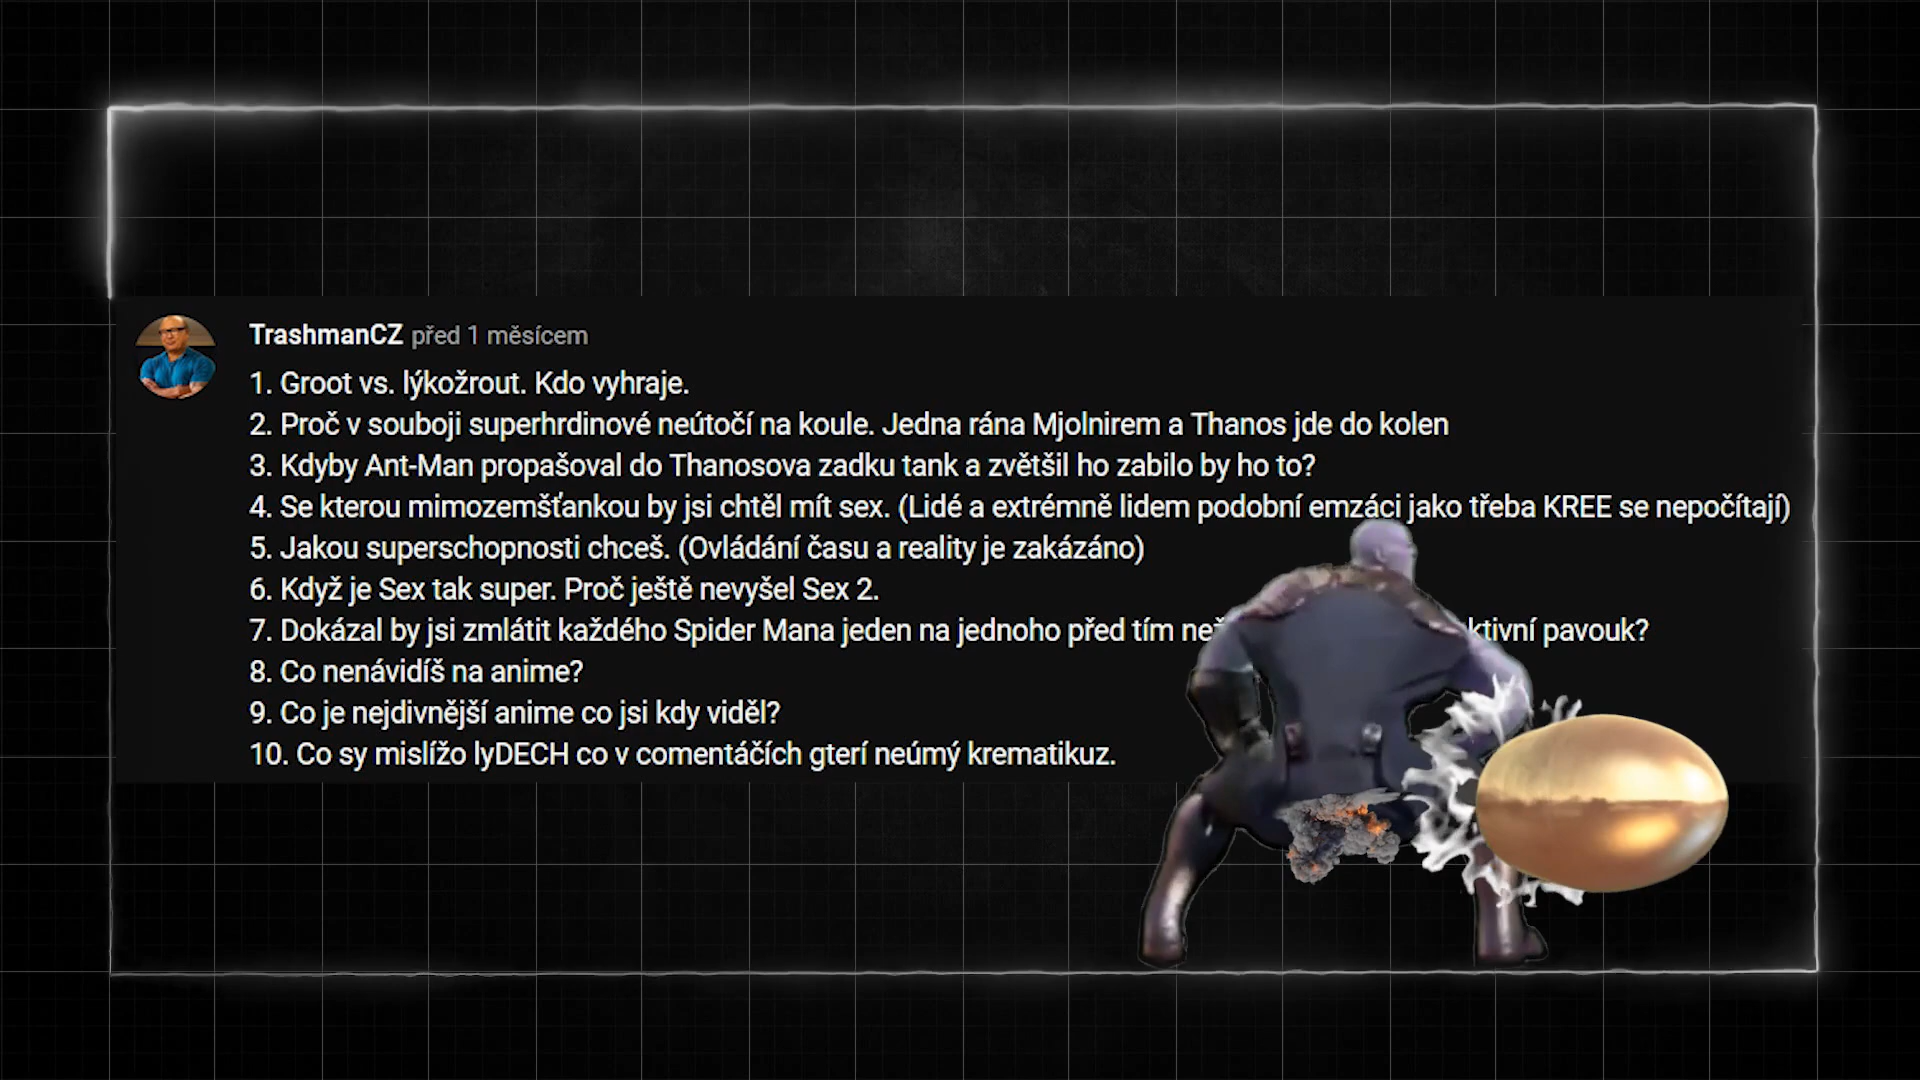 TrashmanCZ před 1 měsícem
1. Groot vs. lýkožrout. Kdo vyhraje.
2. Proč v souboji superhrdinové neútočí na koule. Jedna rána Mjolnirem a Thanos jde do kolen
3. Kdyby Ant-Man propašoval do Thanosova zadku tank a zvětšil ho zabilo by ho to?
4. Se kterou mimozemšťankou by jsi chtěl mít sex. (Lidé a extrémně lidem podobní emzáci jako třeba KREE se nepočítají)
5. Jakou superschopnosti chceš. (Ovládání času a reality je zakázáno)
6. Když je Sex tak super. Proč ještě nevyšel Sex 2.
7. Dokázal by jsi zmlátit každého Spider Mana jeden na jednoho před tím pavouk?
8. Co nenávidíš na anime?
9. Co je nejdivnější anime co jsi kdy viděl?
10. Co sy mislížo lyDECH co v comentáčích gterí neúmý krematikuz.